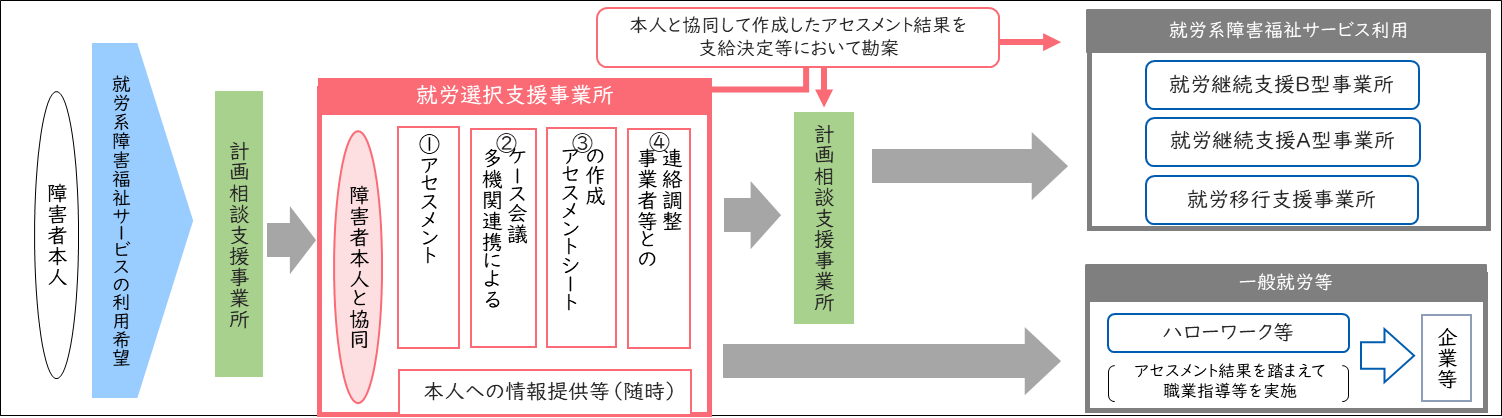 障害者本人
就労系障害福祉サービスの利用希望
計画相談支援事業所
就労選択支援事業所
障害者本人と協同
①アセスメント
②多機関連携による
ケース会議
③アセスメントシート
の作成
④事業者等との
連絡調整
本人への情報提供等（随時）
本人と協同して作成したアセスメント結果を
支給決定等において勘案
計画相談支援事業所
就労系障害福祉サービス利用
就労継続支援B型事業所
就労継続支援A型事業所
就労移行支援事業所
一般就労等
ハローワーク等
アセスメント結果を踏まえて
職業指導等を実施
企業等